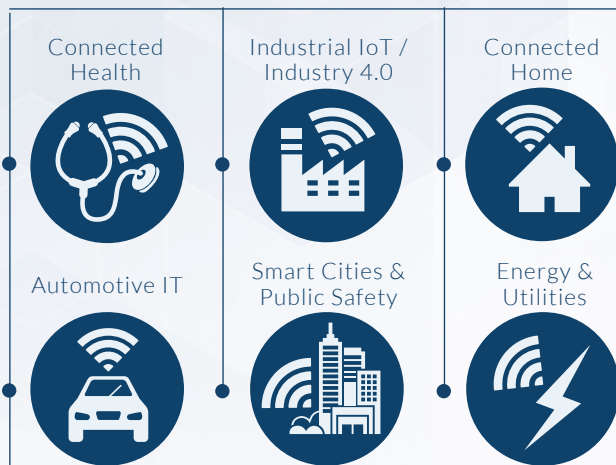 Connected
Health
Industrial IoT /
Industry 4.0
Connected
Home
Automotive IT
Smart Cities &
Public Safety
Energy &
Utilities